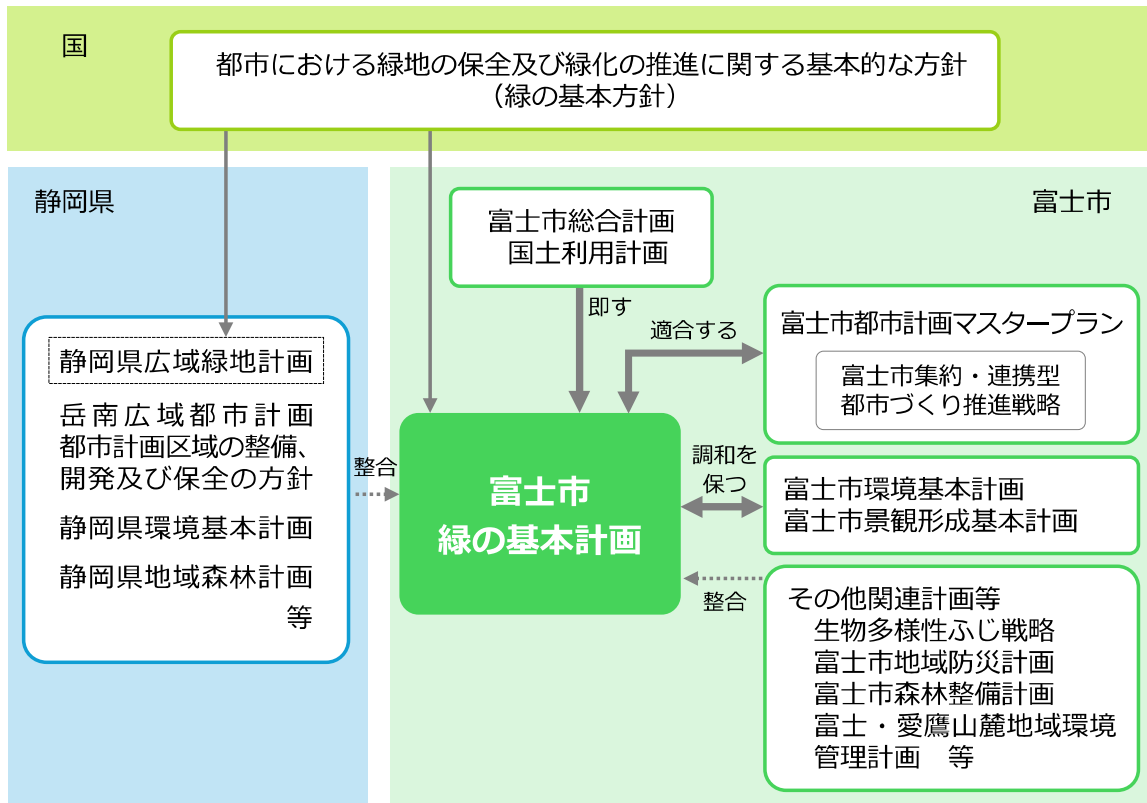 国
都市における緑地の保全及び緑化の推進に関する基本的な方針
（緑の基本方針）
静岡県
静岡県広域緑地計画
岳南広域都市計画
都市計画区域の整備、
開発及び保全の方針
静岡県環境基本計画
静岡県地域森林計画
等
整合
富士市
富士市総合計画
国土利用計画
即す
適合する
富士市都市計画マスタープラン
富士市集約・連携型
都市づくり推進戦略
富士市
緑の基本計画
調和を
保つ
富士市環境基本計画
富士市景観形成基本計画
整合
その他関連計画等
生物多様性ふじ戦略
富士市地域防災計画
富士市森林整備計画
富士・愛鷹山麓地域環境
管理計画　等